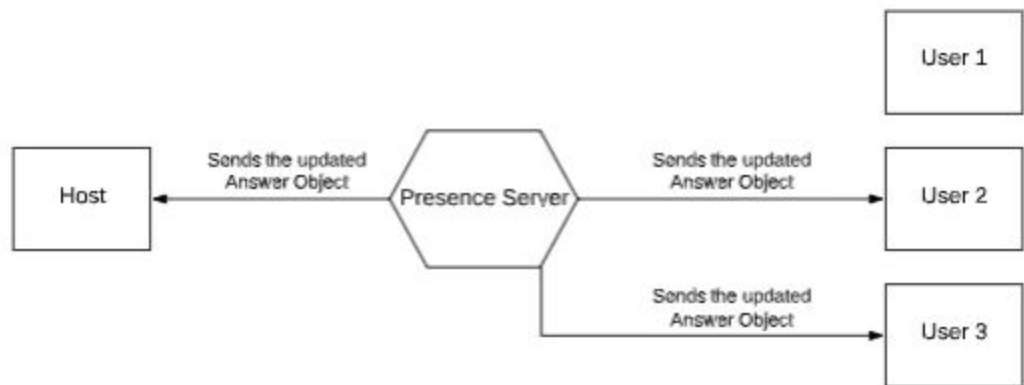 User 1
Sends the updated
Answer Object
Sends the updated
Answer Object
Host
Presence Server
User 2
Sends the updated
Answer Object
User 3